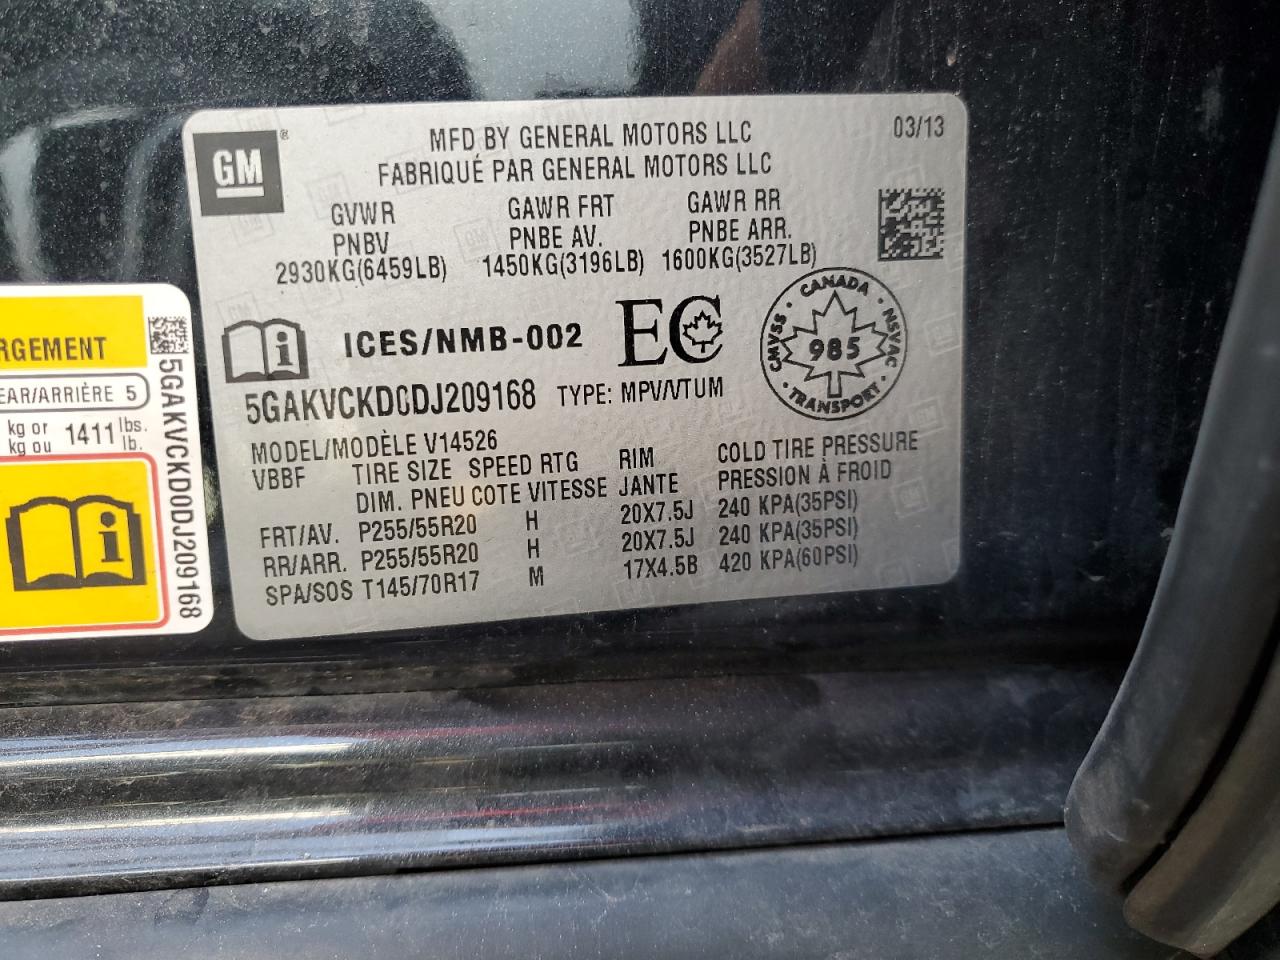 GM
®
MFD BY GENERAL MOTORS LLC
FABRIQUÉ PAR GENERAL MOTORS LLC
03/13
GVWR GAWR FRT GAWR RR
PNBV PNBE AV. PNBE ARR.
2930KG(6459LB) 1450KG(3196LB) 1600KG(3527LB)
i ICES/NMB-002 EC
CANADA · NSVAC · TRANSPORT · CMVSS ·
985
5GAKVCKD0DJ209168 TYPE: MPV/VTUM
MODEL/MODÈLE V14526
VBBF TIRE SIZE SPEED RTG RIM COLD TIRE PRESSURE
DIM. PNEU COTE VITESSE JANTE PRESSION À FROID
FRT/AV. P255/55R20 H 20X7.5J 240 KPA(35PSI)
RR/ARR. P255/55R20 H 20X7.5J 240 KPA(35PSI)
SPA/SOS T145/70R17 M 17X4.5B 420 KPA(60PSI)
RGEMENT
EAR/ARRIÈRE 5
kg or 1411 lbs.
kg ou lb.
i
5GAKVCKD0DJ209168